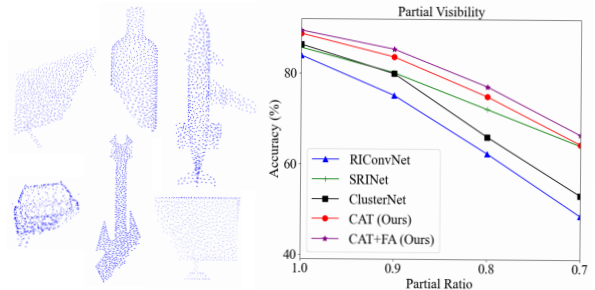 Partial Visibility
Accuracy (%)
80
60
40
RIConvNet
SRINet
ClusterNet
CAT (Ours)
CAT+FA (Ours)
1.0 0.9 0.8 0.7
Partial Ratio